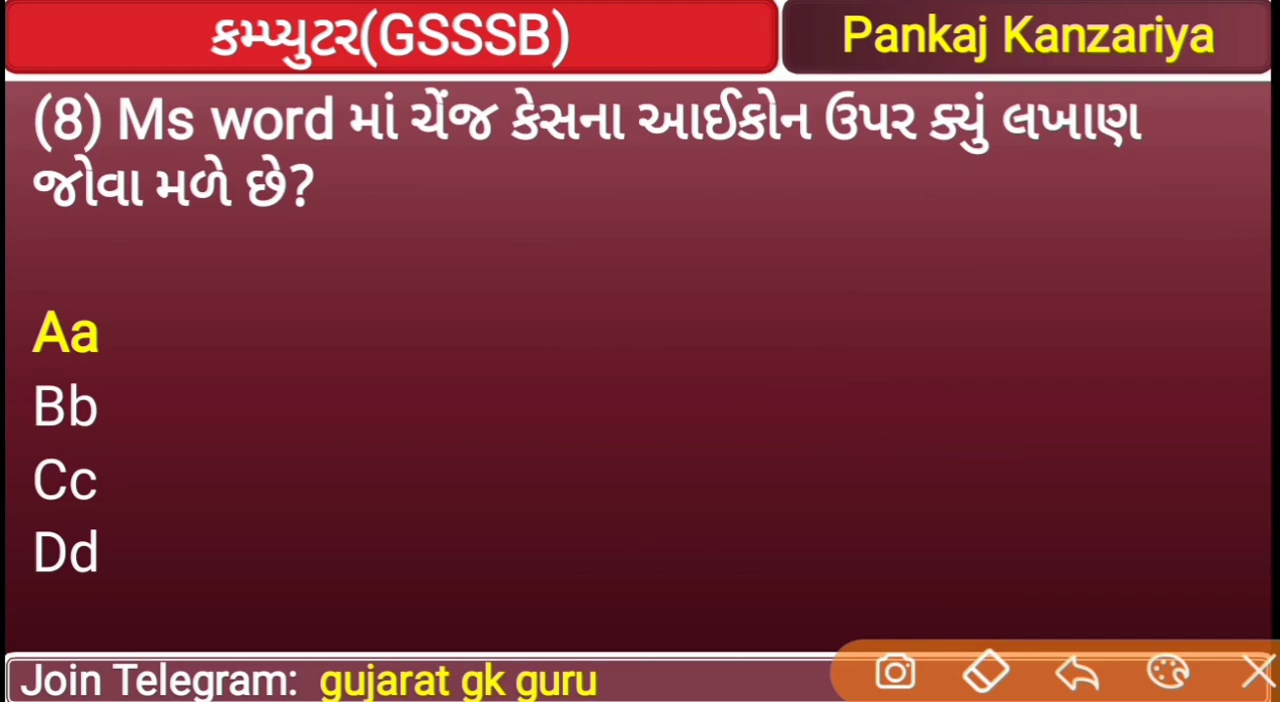 કમ્પ્યુટર(GSSSB)
Pankaj Kanzariya
(8) Ms word માં ચેંજ કેસના આઈકોન ઉપર ક્યું લખાણ
જોવા મળે છે?
Aa
Bb
Cc
Dd
Join Telegram: gujarat gk guru